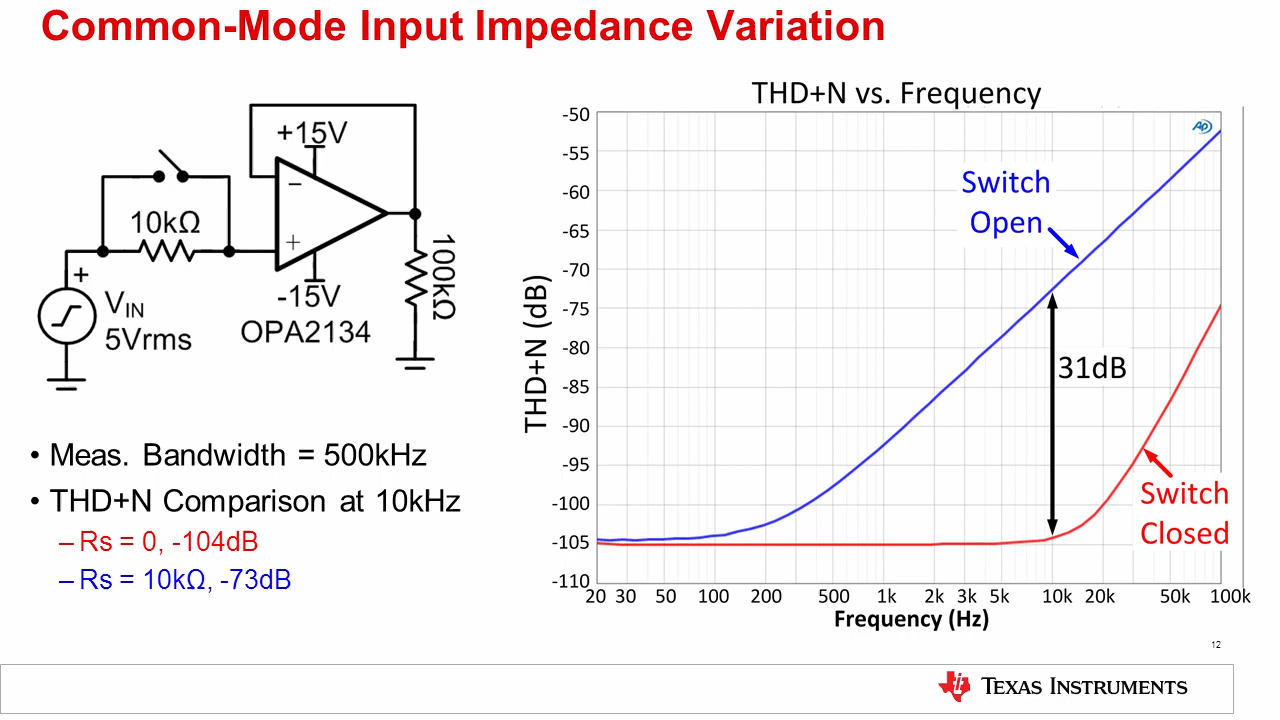 Common-Mode Input Impedance Variation
+15V
−
10kΩ
+
+
-15V
VIN
5Vrms
OPA2134
100kΩ
• Meas. Bandwidth = 500kHz
• THD+N Comparison at 10kHz
– Rs = 0, -104dB
– Rs = 10kΩ, -73dB
THD+N vs. Frequency
THD+N (dB)
-50
-55
-60
-65
-70
-75
-80
-85
-90
-95
-100
-105
-110
AP
Switch
Open
31dB
Switch
Closed
20 30 50 100 200 500 1k 2k 3k 5k 10k 20k 50k 100k
Frequency (Hz)
12
TEXAS INSTRUMENTS